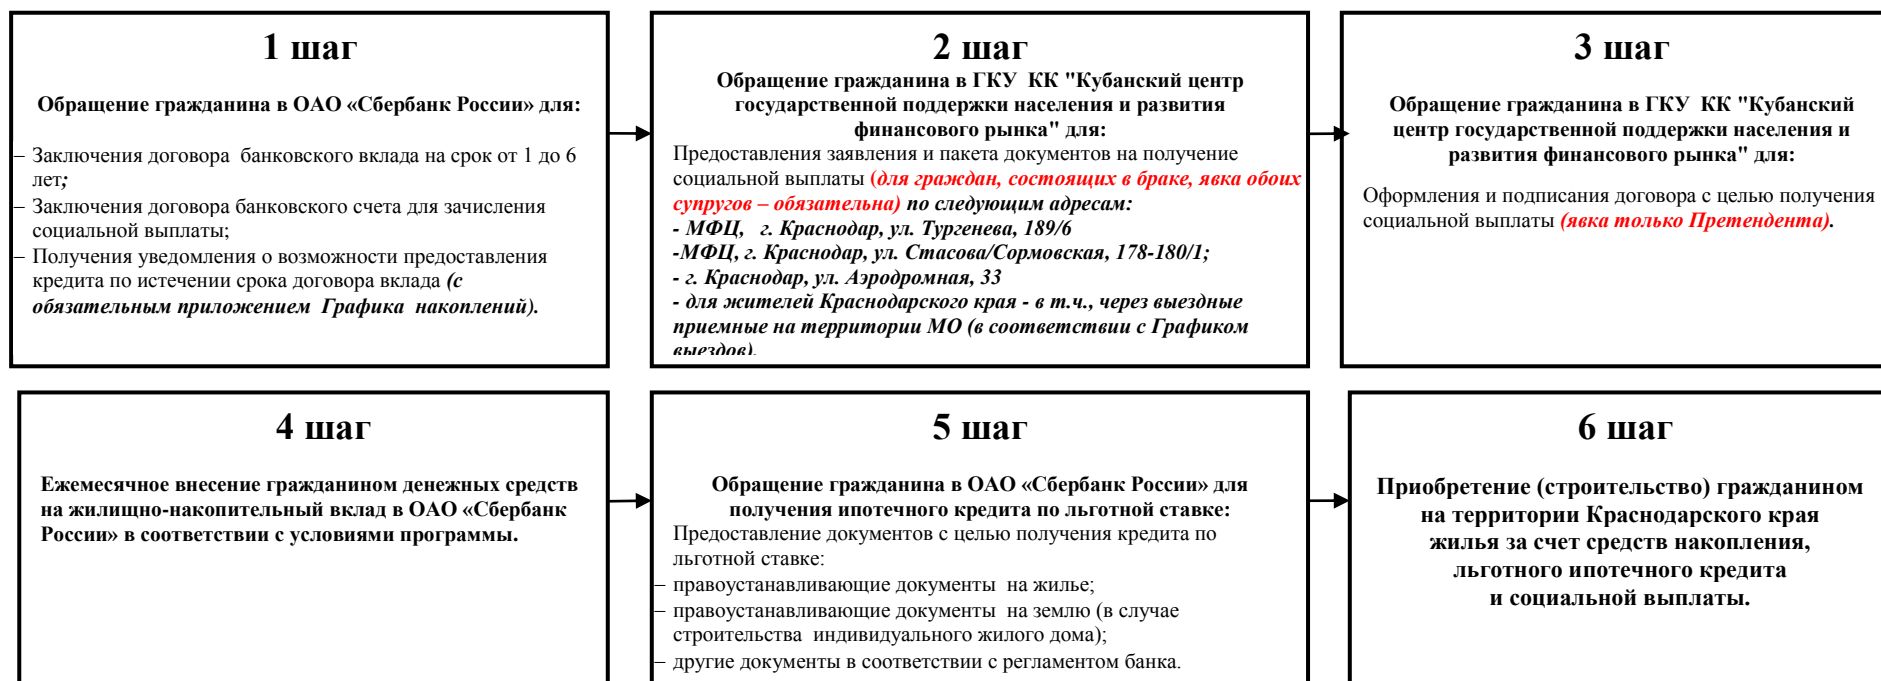 1 шаг
Обращение гражданина в ОАО «Сбербанк России» для:
– Заключения договора банковского вклада на срок от 1 до 6
лет;
– Заключения договора банковского счета для зачисления
социальной выплаты;
– Получения уведомления о возможности предоставления
кредита по истечении срока договора вклада (с
обязательным приложением Графика накоплений).
2 шаг
Обращение гражданина в ГКУ КК "Кубанский центр
государственной поддержки населения и развития
финансового рынка" для:
Предоставления заявления и пакета документов на получение
социальной выплаты (для граждан, состоящих в браке, явка обоих
супругов – обязательна) по следующим адресам:
- МФЦ, г. Краснодар, ул. Тургенева, 189/6
-МФЦ, г. Краснодар, ул. Стасова/Сормовская, 178-180/1;
- г. Краснодар, ул. Аэродромная, 33
- для жителей Краснодарского края - в т.ч., через выездные
приемные на территории МО (в соответствии с Графиком
выездов).
3 шаг
Обращение гражданина в ГКУ КК "Кубанский
центр государственной поддержки населения и
развития финансового рынка" для:
Оформления и подписания договора с целью получения
социальной выплаты (явка только Претендента).
4 шаг
Ежемесячное внесение гражданином денежных средств
на жилищно-накопительный вклад в ОАО «Сбербанк
России» в соответствии с условиями программы.
5 шаг
Обращение гражданина в ОАО «Сбербанк России» для
получения ипотечного кредита по льготной ставке:
Предоставление документов с целью получения кредита по
льготной ставке:
– правоустанавливающие документы на жилье;
– правоустанавливающие документы на землю (в случае
строительства индивидуального жилого дома);
– другие документы в соответствии с регламентом банка.
6 шаг
Приобретение (строительство) гражданином
на территории Краснодарского края
жилья за счет средств накопления,
льготного ипотечного кредита
и социальной выплаты.